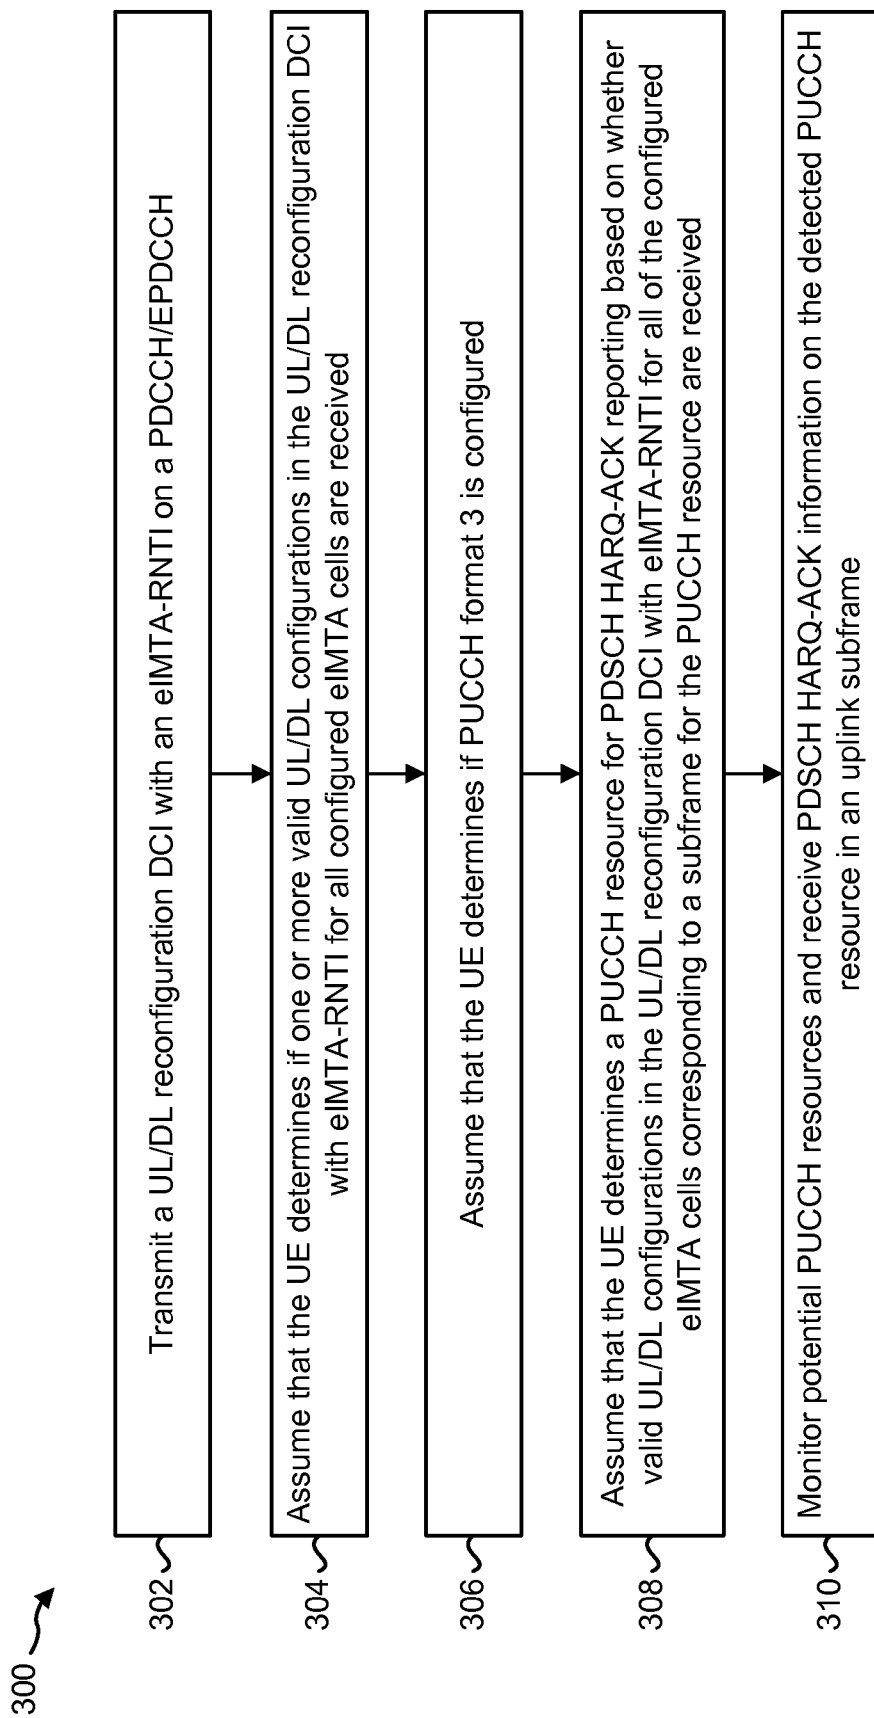 300
302
Transmit a UL/DL reconfiguration DCI with an eIMTA-RNTI on a PDCCH/EPDCCH
304
Assume that the UE determines if one or more valid UL/DL configurations in the UL/DL reconfiguration DCI
with eIMTA-RNTI for all configured eIMTA cells are received
306
Assume that the UE determines if PUCCH format 3 is configured
308
Assume that the UE determines a PUCCH resource for PDSCH HARQ-ACK reporting based on whether
valid UL/DL configurations in the UL/DL reconfiguration DCI with eIMTA-RNTI for all of the configured
eIMTA cells corresponding to a subframe for the PUCCH resource are received
310
Monitor potential PUCCH resources and receive PDSCH HARQ-ACK information on the detected PUCCH
resource in an uplink subframe